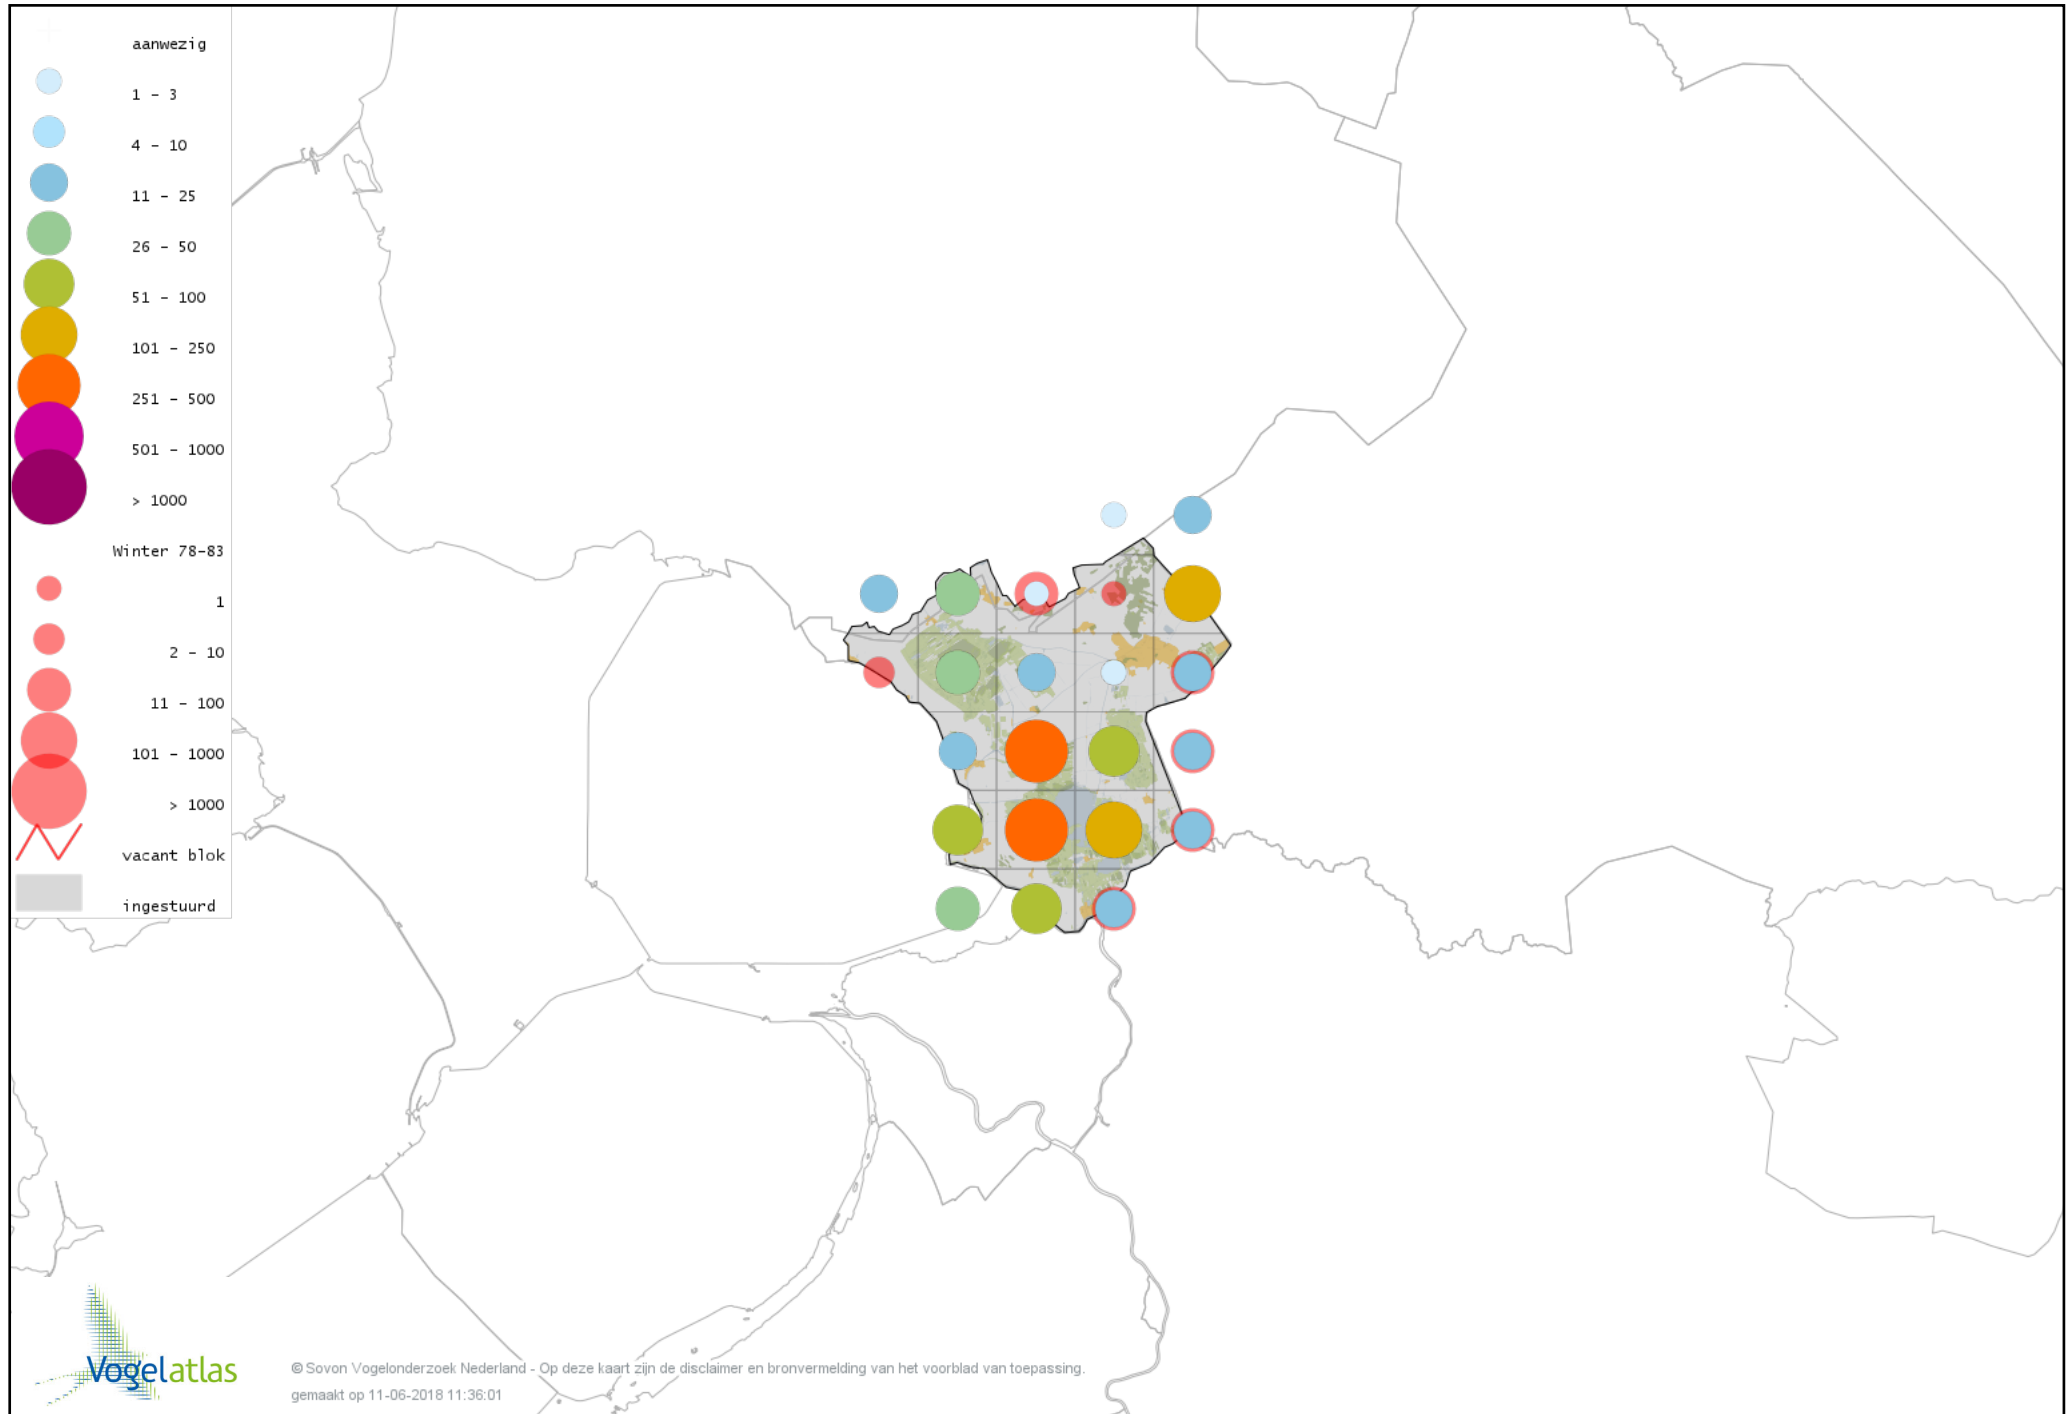 aanwezig
1 - 3
4 - 10
11 - 25
26 - 50
51 - 100
101 - 250
251 - 500
501 - 1000
> 1000
Winter 78-83
1
2 - 10
11 - 100
101 - 1000
> 1000
vacant blok
ingestuurd
Vogelatlas
© Sovon Vogelonderzoek Nederland - Op deze kaart zijn de disclaimer en bronvermelding van het voorblad van toepassing.
gemaakt op 11-06-2018 11:36:01